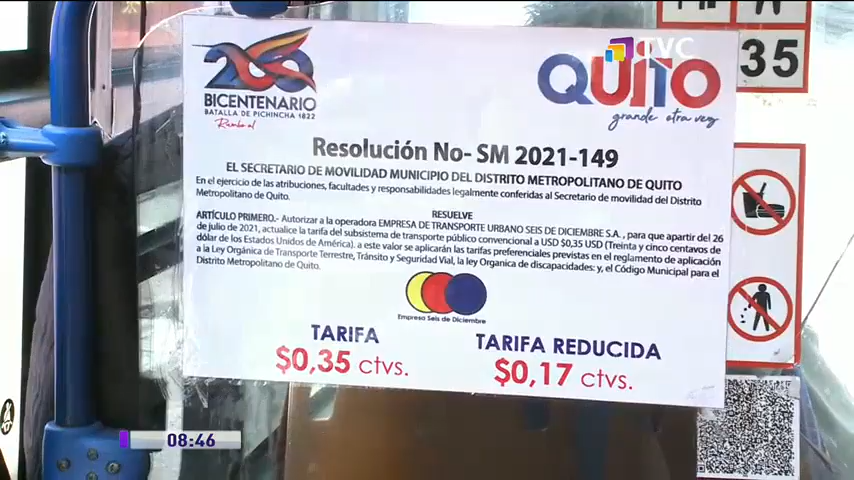 TVC
35
200
BICENTENARIO
BATALLA DE PICHINCHA 1822
Rumbo al
QUITO
grande otra vez
Resolución No- SM 2021-149
EL SECRETARIO DE MOVILIDAD MUNICIPIO DEL DISTRITO METROPOLITANO DE QUITO
En el ejercicio de las atribuciones, facultades y responsabilidades legalmente conferidas al Secretario de movilidad del Distrito
Metropolitano de Quito.
RESUELVE
ARTÍCULO PRIMERO.- Autorizar a la operadora EMPRESA DE TRANSPORTE URBANO SEIS DE DICIEMBRE S.A., para que apartir del 26
de julio de 2021, actualice la tarifa del subsistema de transporte público convencional a USD $0,35 USD (Treinta y cinco centavos de
dólar de los Estados Unidos de América). a este valor se aplicarán las tarifas preferenciales previstas en el reglamento de aplicación
a la Ley Orgánica de Transporte Terrestre, Tránsito y Seguridad Vial, la ley Organica de discapacidades: y, el Código Municipal para el
Distrito Metropolitano de Quito.
Empresa Seis de Diciembre
TARIFA
$0,35 CTVS.
TARIFA REDUCIDA
$0,17 CTVS.
08:46